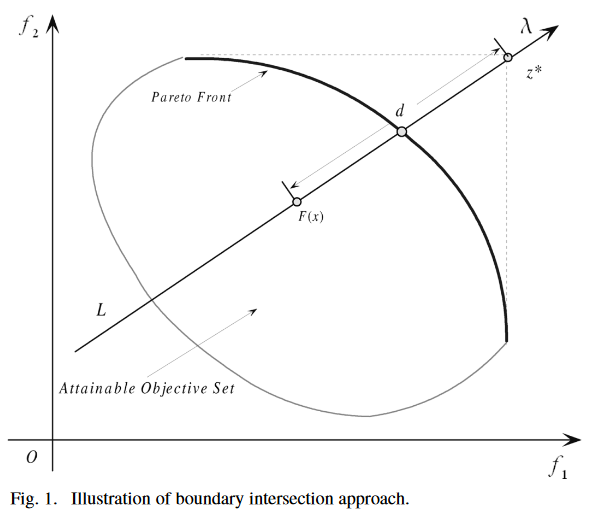 f₂
λ
z*
Pareto Front
d
F(x)
L
Attainable Objective Set
O
f₁
Fig. 1. Illustration of boundary intersection approach.